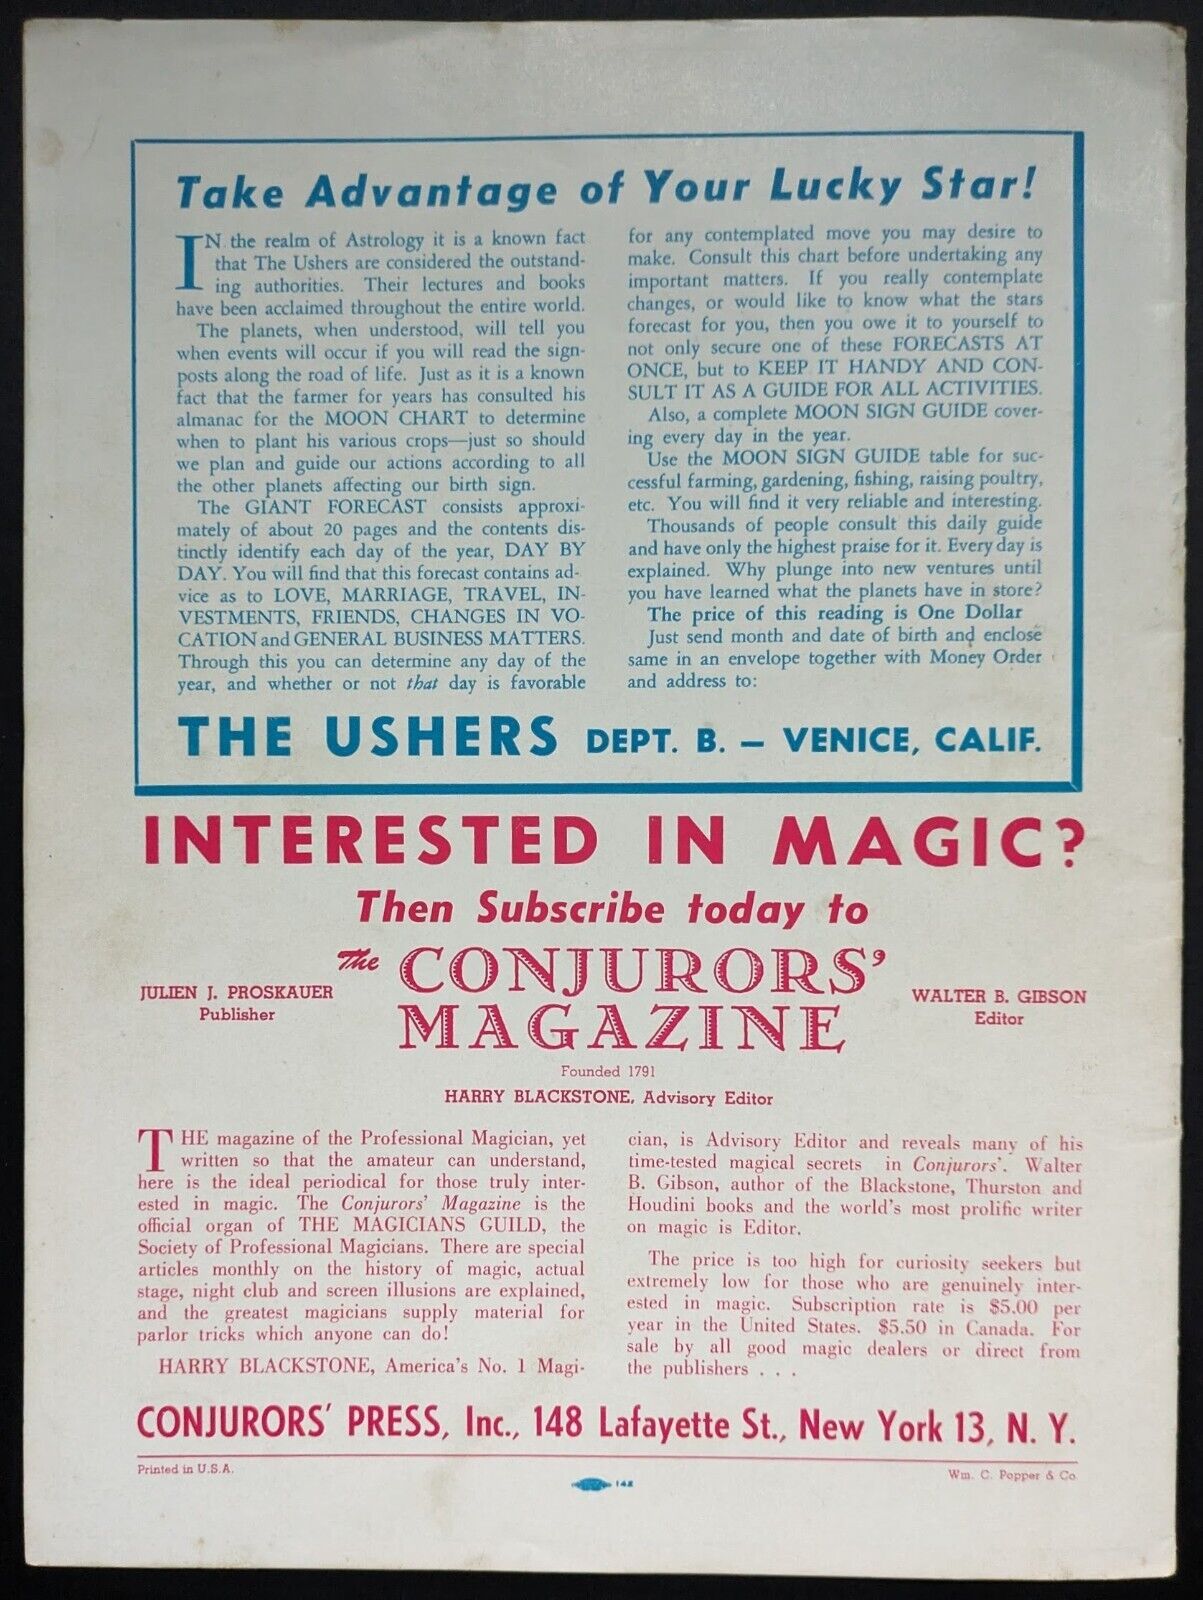 Take Advantage of Your Lucky Star!
IN the realm of Astrology it is a known fact
that The Ushers are considered the outstand-
ing authorities. Their lectures and books
have been acclaimed throughout the entire world.
The planets, when understood, will tell you
when events will occur if you will read the sign-
posts along the road of life. Just as it is a known
fact that the farmer for years has consulted his
almanac for the MOON CHART to determine
when to plant his various crops—just so should
we plan and guide our actions according to all
the other planets affecting our birth sign.
The GIANT FORECAST consists approxi-
mately of about 20 pages and the contents dis-
tinctly identify each day of the year, DAY BY
DAY. You will find that this forecast contains ad-
vice as to LOVE, MARRIAGE, TRAVEL, IN-
VESTMENTS, FRIENDS, CHANGES IN VO-
CATION and GENERAL BUSINESS MATTERS.
Through this you can determine any day of the
year, and whether or not that day is favorable
for any contemplated move you may desire to
make. Consult this chart before undertaking any
important matters. If you really contemplate
changes, or would like to know what the stars
forecast for you, then you owe it to yourself to
not only secure one of these FORECASTS AT
ONCE, but to KEEP IT HANDY AND CON-
SULT IT AS A GUIDE FOR ALL ACTIVITIES.
Also, a complete MOON SIGN GUIDE cover-
ing every day in the year.
Use the MOON SIGN GUIDE table for suc-
cessful farming, gardening, fishing, raising poultry,
etc. You will find it very reliable and interesting.
Thousands of people consult this daily guide
and have only the highest praise for it. Every day is
explained. Why plunge into new ventures until
you have learned what the planets have in store?
The price of this reading is One Dollar
Just send month and date of birth and enclose
same in an envelope together with Money Order
and address to:
THE USHERS DEPT. B. — VENICE, CALIF.
INTERESTED IN MAGIC?
Then Subscribe today to
the CONJURORS'
MAGAZINE
JULIEN J. PROSKAUER
Publisher
WALTER B. GIBSON
Editor
Founded 1791
HARRY BLACKSTONE, Advisory Editor
THE magazine of the Professional Magician, yet
written so that the amateur can understand,
here is the ideal periodical for those truly inter-
ested in magic. The Conjurors' Magazine is the
official organ of THE MAGICIANS GUILD, the
Society of Professional Magicians. There are special
articles monthly on the history of magic, actual
stage, night club and screen illusions are explained,
and the greatest magicians supply material for
parlor tricks which anyone can do!
HARRY BLACKSTONE, America's No. 1 Magi-
cian, is Advisory Editor and reveals many of his
time-tested magical secrets in Conjurors'. Walter
B. Gibson, author of the Blackstone, Thurston and
Houdini books and the world's most prolific writer
on magic is Editor.
The price is too high for curiosity seekers but
extremely low for those who are genuinely inter-
ested in magic. Subscription rate is $5.00 per
year in the United States. $5.50 in Canada. For
sale by all good magic dealers or direct from
the publishers . . .
CONJURORS' PRESS, Inc., 148 Lafayette St., New York 13, N. Y.
Printed in U.S.A.
142
Wm. C. Popper & Co.